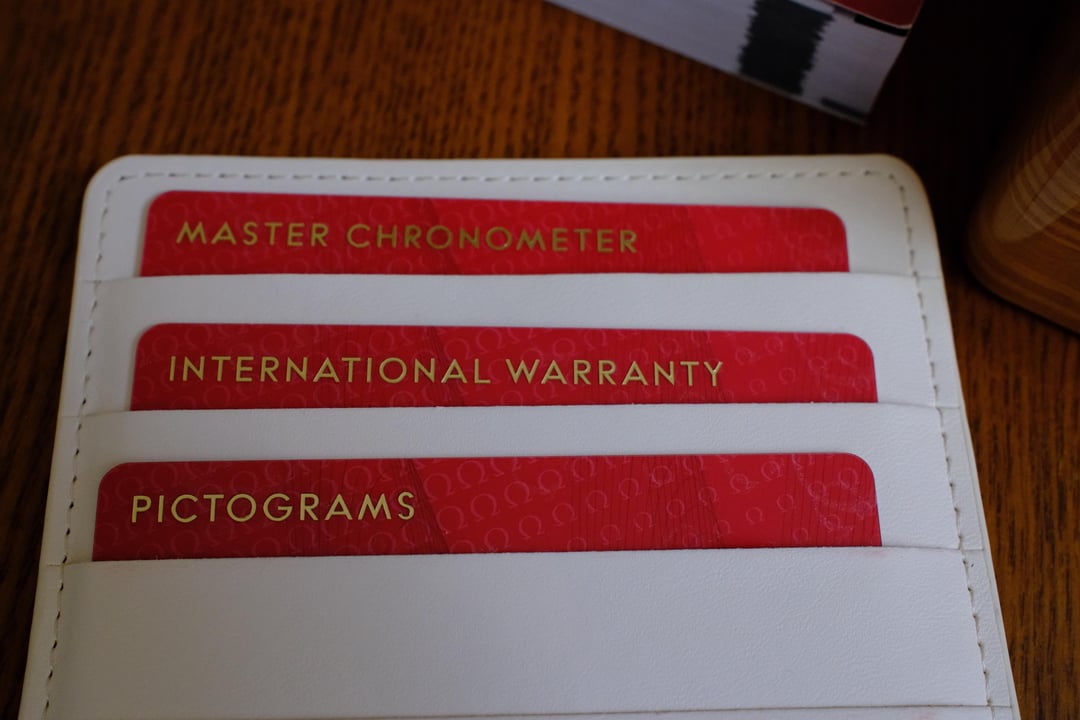 MASTER CHRONOMETER
INTERNATIONAL WARRANTY
PICTOGRAMS